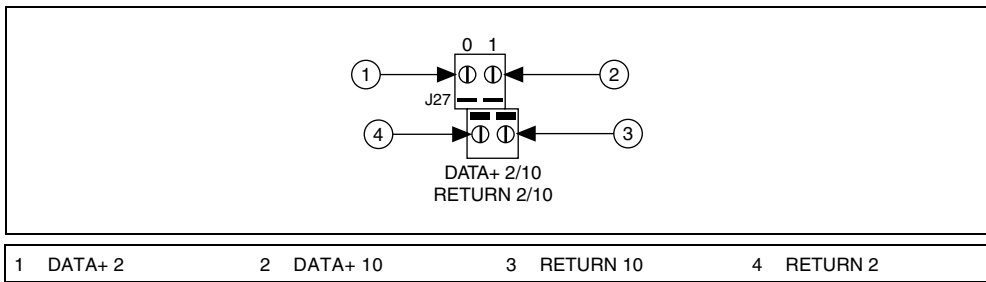 0 1
1 2
J27
4 3
DATA+ 2/10
RETURN 2/10
1 DATA+ 2 2 DATA+ 10 3 RETURN 10 4 RETURN 2